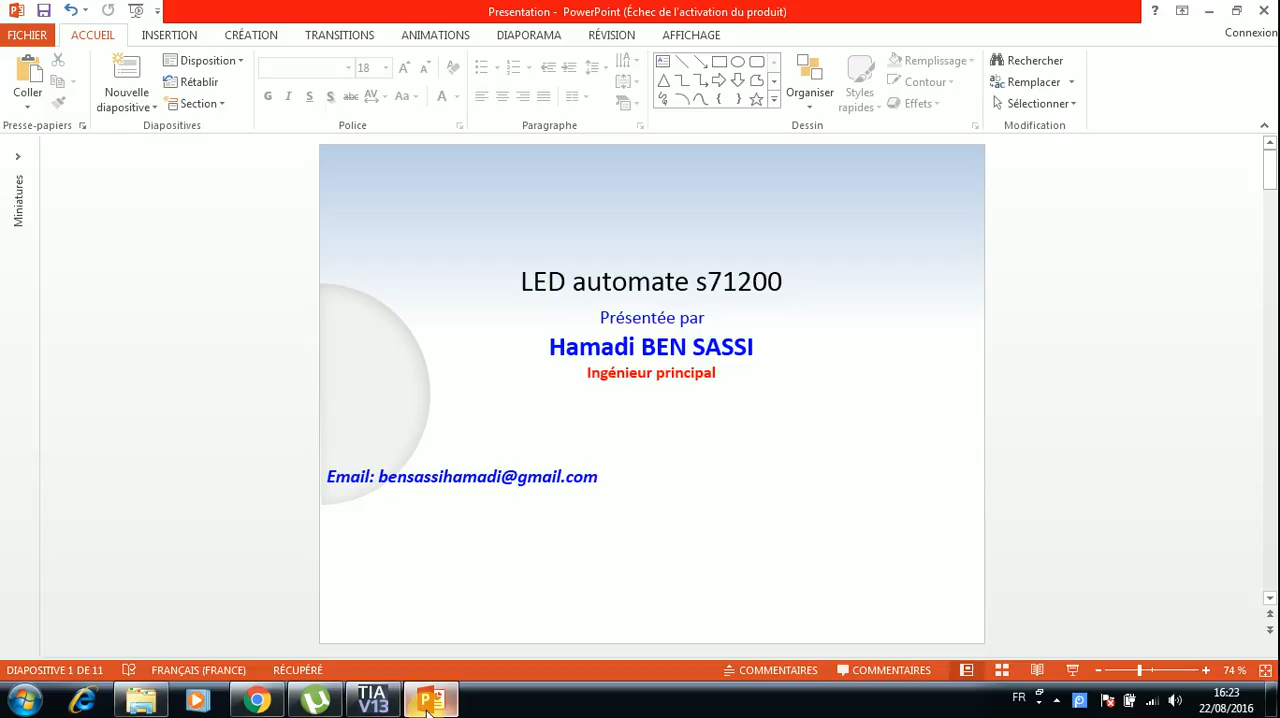 Presentation - PowerPoint (Échec de l'activation du produit)
?
FICHIER ACCUEIL INSERTION CRÉATION TRANSITIONS ANIMATIONS DIAPORAMA RÉVISION AFFICHAGE Connexion
Coller
Nouvelle diapositive
Disposition
Rétablir
Section
18
G I S S abc AV Aa A
Organiser
Styles rapides
Remplissage
Contour
Effets
Rechercher
Remplacer
Sélectionner
Presse-papiers Diapositives Police Paragraphe Dessin Modification
Miniatures
LED automate s71200
Présentée par
Hamadi BEN SASSI
Ingénieur principal
Email: bensassihamadi@gmail.com
DIAPOSITIVE 1 DE 11 FRANÇAIS (FRANCE) RÉCUPÉRÉ COMMENTAIRES COMMENTAIRES 74 %
TIA
V13
FR
16:23
22/08/2016